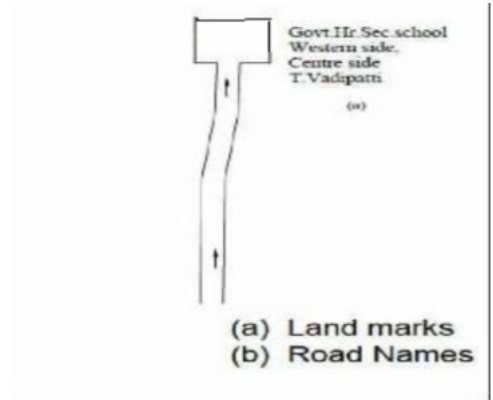 Govt.Hr.Sec.school
Western side,
Centre side
T.Vadipatti
(a)
(a) Land marks
(b) Road Names